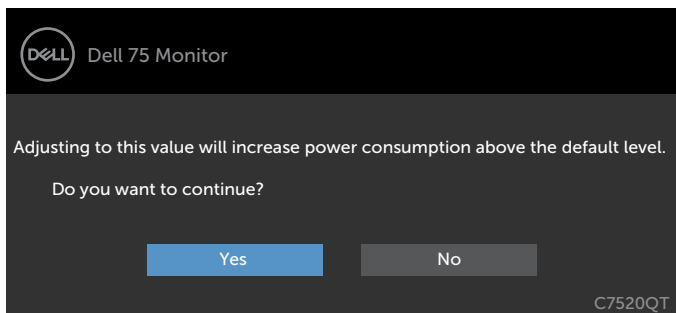 DELL Dell 75 Monitor
Adjusting to this value will increase power consumption above the default level.
Do you want to continue?
Yes No
C7520QT